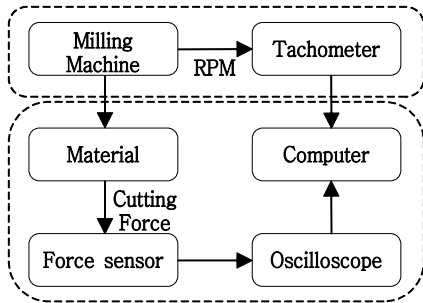 Milling
Machine
RPM
Tachometer
Material
Computer
Cutting
Force
Force sensor
Oscilloscope